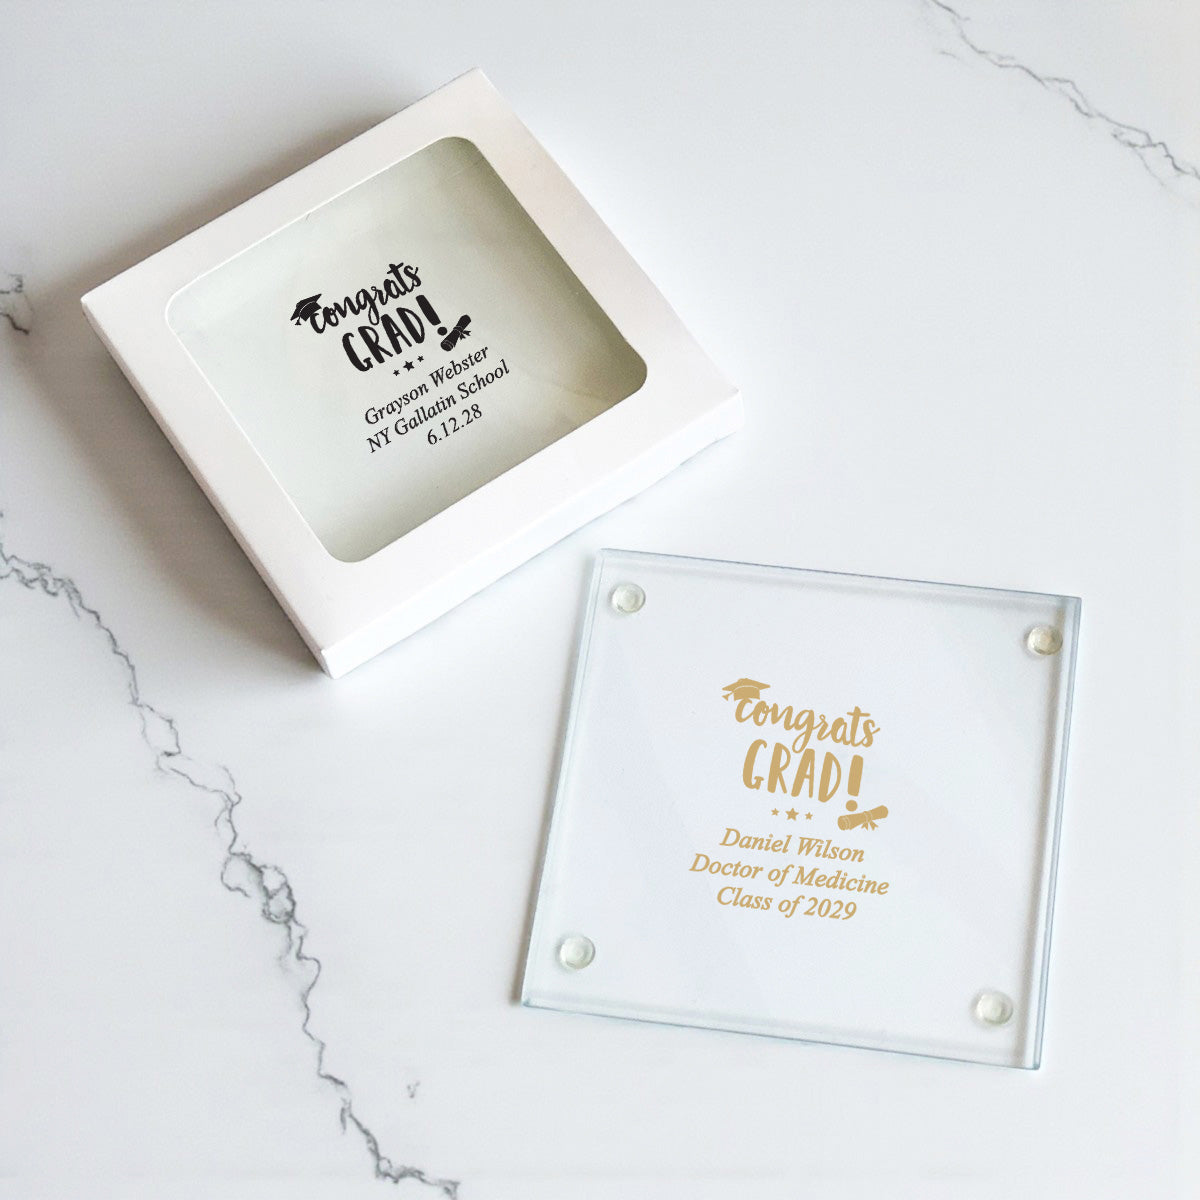 congrats
GRAD!
Grayson Webster
NY Gallatin School
6.12.28
congrats
GRAD!
Daniel Wilson
Doctor of Medicine
Class of 2029